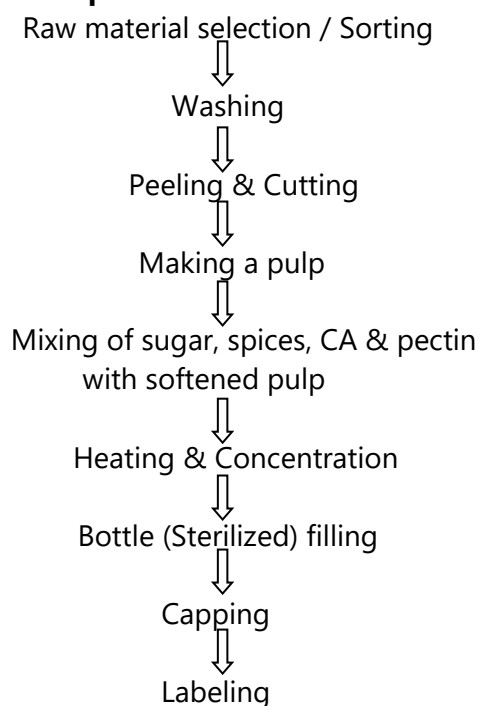 Raw material selection / Sorting
Washing
Peeling & Cutting
Making a pulp
Mixing of sugar, spices, CA & pectin
with softened pulp
Heating & Concentration
Bottle (Sterilized) filling
Capping
Labeling